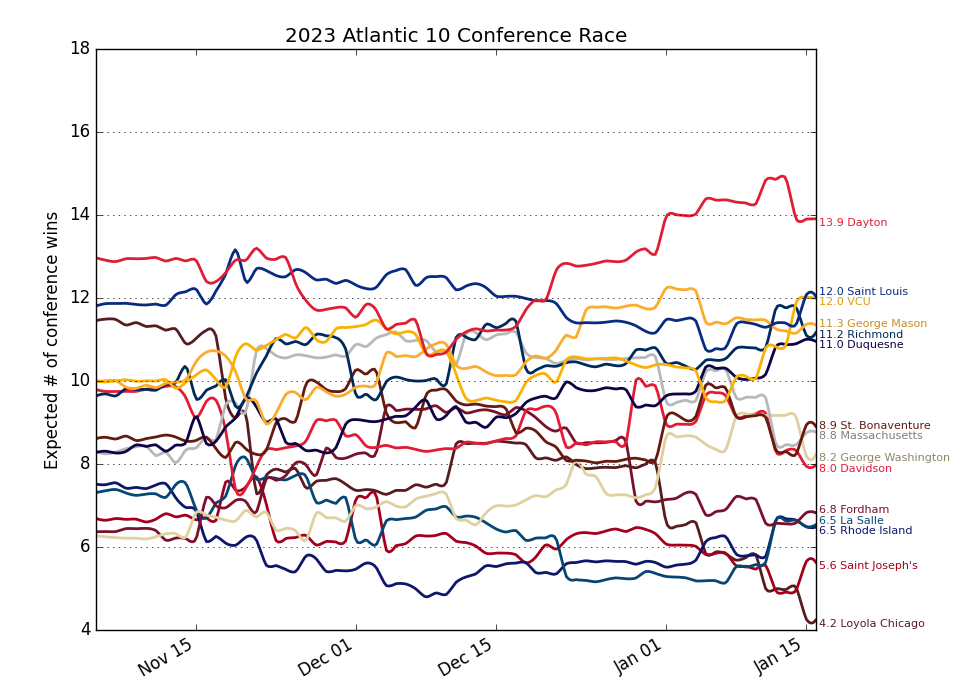 2023 Atlantic 10 Conference Race
Expected # of conference wins
18
16
14
12
10
8
6
4
Nov 15
Dec 01
Dec 15
Jan 01
Jan 15
13.9 Dayton
12.0 Saint Louis
12.0 VCU
11.3 George Mason
11.2 Richmond
11.0 Duquesne
8.9 St. Bonaventure
8.8 Massachusetts
8.2 George Washington
8.0 Davidson
6.8 Fordham
6.5 La Salle
6.5 Rhode Island
5.6 Saint Joseph's
4.2 Loyola Chicago